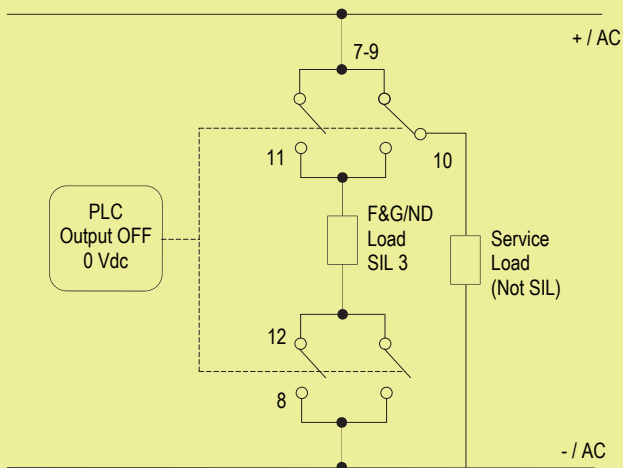 + / AC
7-9
11
10
PLC
Output OFF
0 Vdc
F&G/ND
Load
SIL 3
Service
Load
(Not SIL)
12
8
- / AC